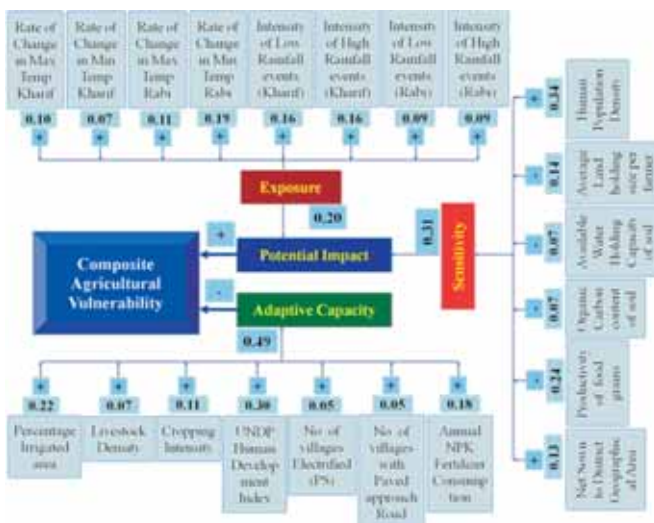 Rate of
Change
in Max
Temp
Kharif
0.10
+
Rate of
Change
in Min
Temp
Kharif
0.07
+
Rate of
Change
in Max
Temp
Rabi
0.11
+
Rate of
Change
in Min
Temp
Rabi
0.19
+
Intensity
of Low
Rainfall
events
(Kharif)
0.16
+
Intensity
of High
Rainfall
events
(Kharif)
0.16
+
Intensity
of Low
Rainfall
events
(Rabi)
0.09
+
Intensity
of High
Rainfall
events
(Rabi)
0.09
+
Exposure
0.20
+
Potential Impact
Composite
Agricultural
Vulnerability
-
Adaptive Capacity
0.49
0.31
Sensitivity
+
0.34
Human
Population
Density
-
0.14
Average
Land
holding
size per
farmer
-
0.07
Available
Water
Holding
Capacity
of soil
-
0.07
Organic
Carbon
content
of soil
-
0.24
Productivity
of food
grains
+
0.13
Net Sown
to District
Geographic
al Area
+
0.22
Percentage
Irrigated
area
+
0.07
Livestock
Density
+
0.11
Cropping
Intensity
+
0.30
UNDP
Human
Develop
ment
Index
+
0.05
No. of
villages
Electrified
(PS)
+
0.05
No. of
villages
with
Paved
approach
Road
+
0.18
Annual
NPK
Fertilizer
Consump
tion